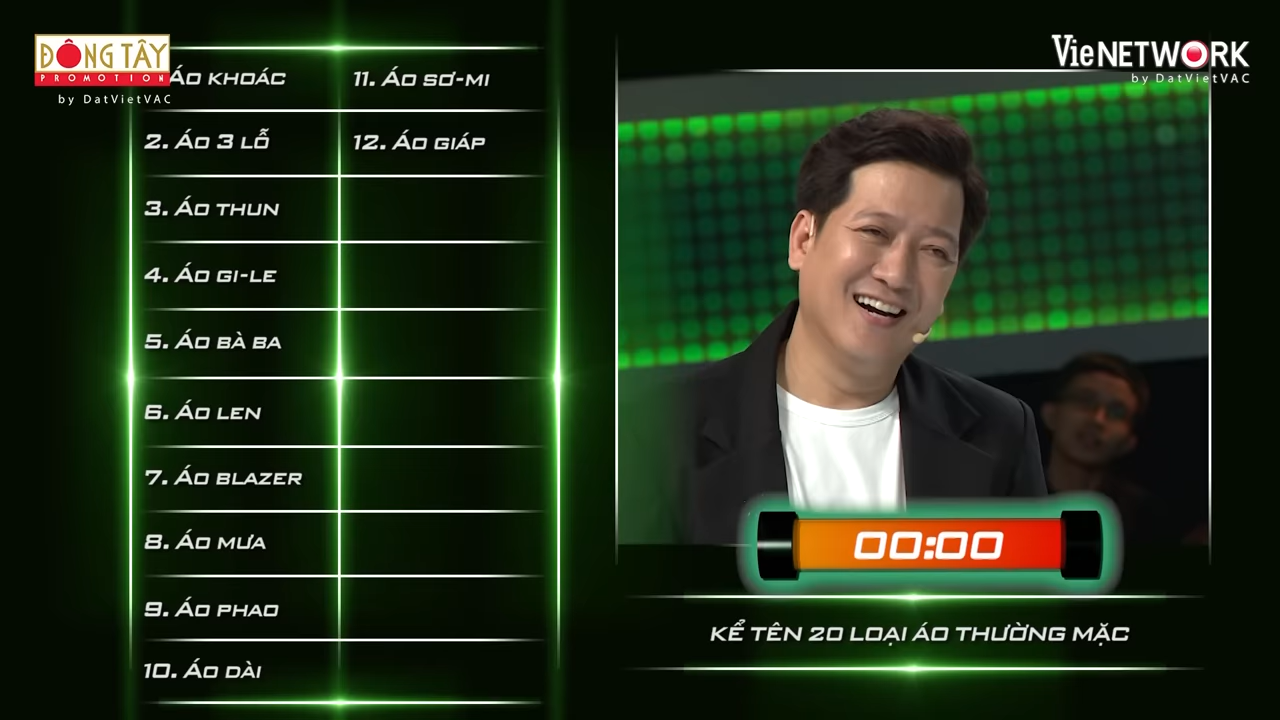 ĐÔNG TÂY
PROMOTION
by DatVietVAC
VieNETWORK
by DatVietVAC
ÁO KHOÁC
2. ÁO 3 LỖ
3. ÁO THUN
4. ÁO GI-LE
5. ÁO BÀ BA
6. ÁO LEN
7. ÁO BLAZER
8. ÁO MƯA
9. ÁO PHAO
10. ÁO DÀI
11. ÁO SƠ-MI
12. ÁO GIÁP
00:00
KỂ TÊN 20 LOẠI ÁO THƯỜNG MẶC